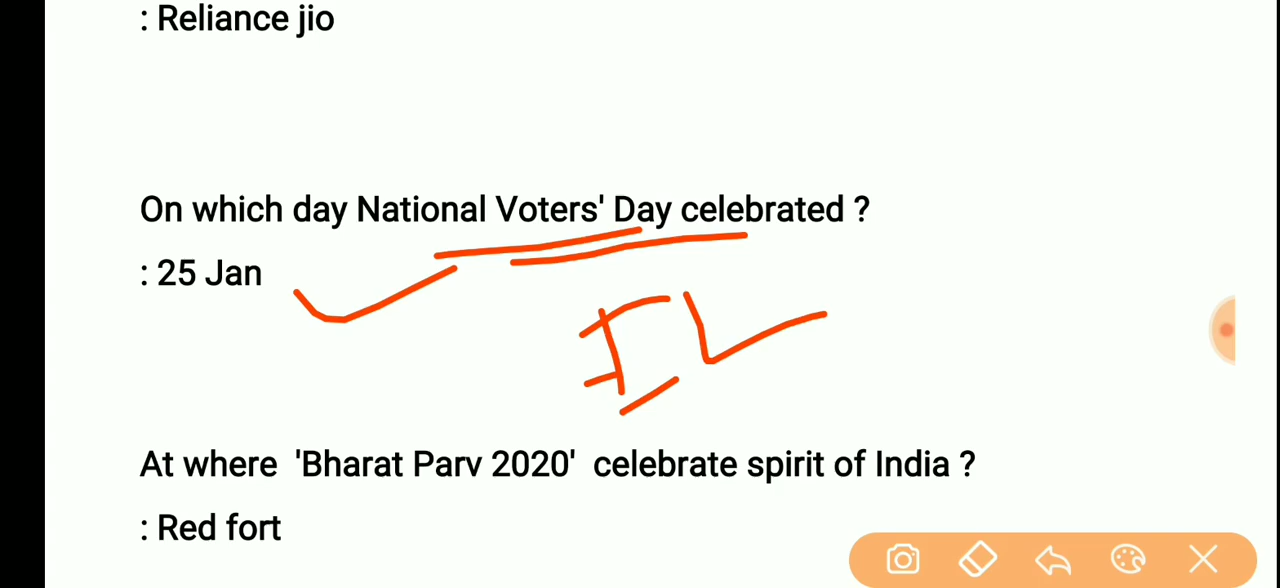 : Reliance jio
On which day National Voters' Day celebrated ?
: 25 Jan
At where 'Bharat Parv 2020' celebrate spirit of India ?
: Red fort